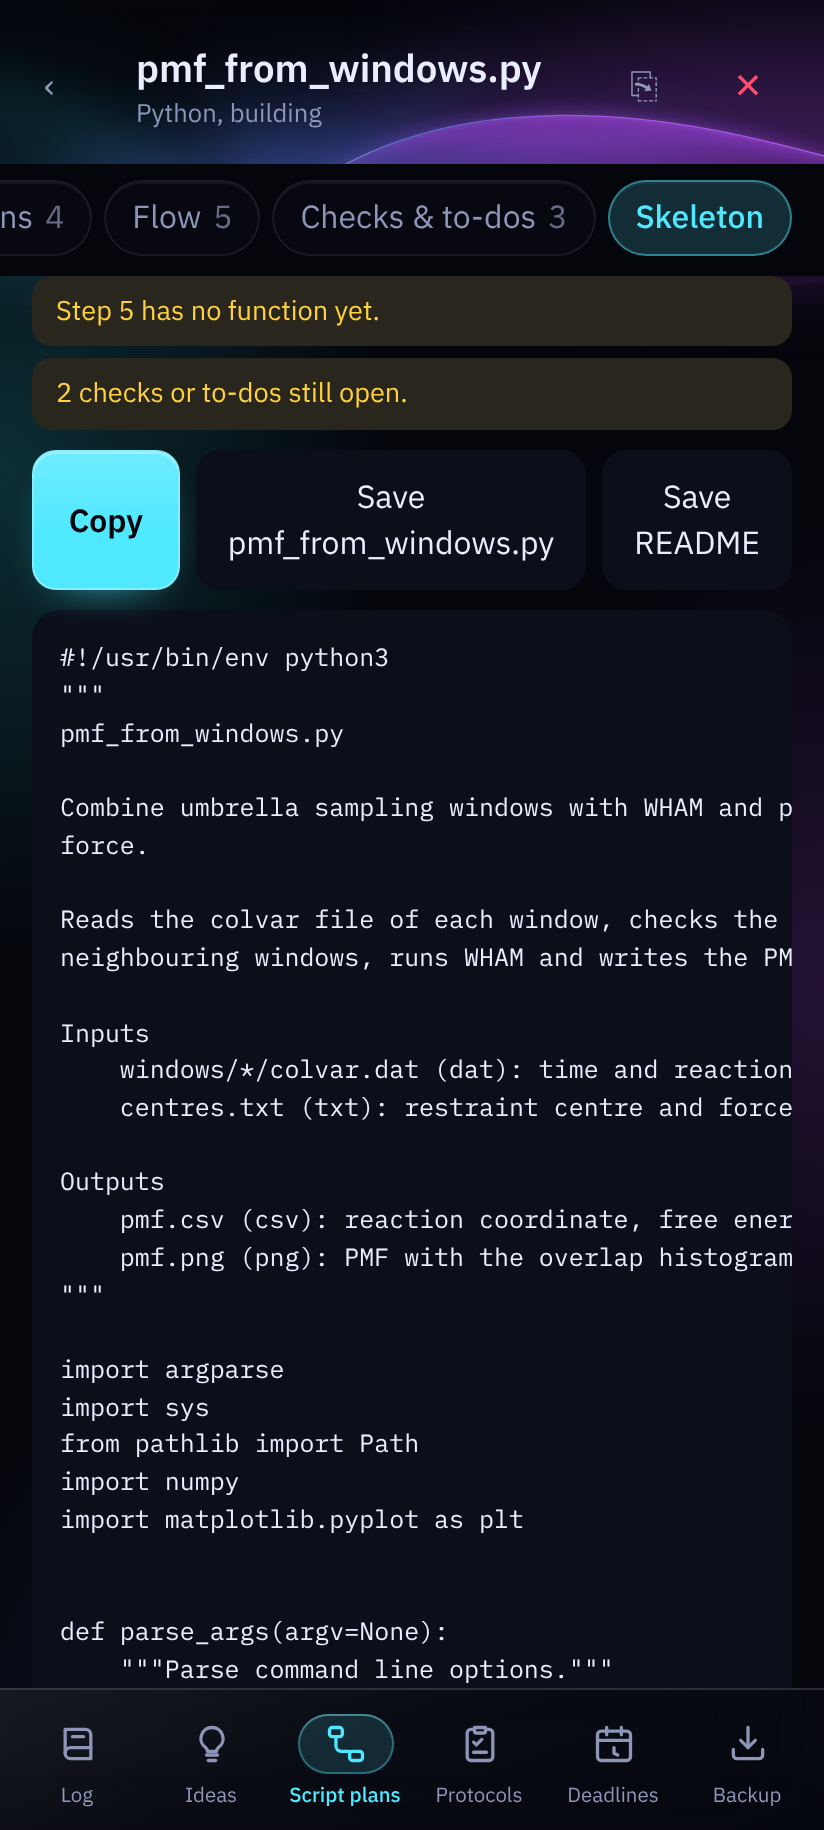 pmf_from_windows.py
Python, building
ns 4
Flow 5
Checks & to-dos 3
Skeleton
Step 5 has no function yet.
2 checks or to-dos still open.
Copy
Save
pmf_from_windows.py
Save
README
#!/usr/bin/env python3
"""
pmf_from_windows.py
Combine umbrella sampling windows with WHAM and p
force.
Reads the colvar file of each window, checks the
neighbouring windows, runs WHAM and writes the PM
Inputs
windows/*/colvar.dat (dat): time and reaction
centres.txt (txt): restraint centre and force
Outputs
pmf.csv (csv): reaction coordinate, free ener
pmf.png (png): PMF with the overlap histogram
"""
import argparse
import sys
from pathlib import Path
import numpy
import matplotlib.pyplot as plt
def parse_args(argv=None):
"""Parse command line options."""
Log
Ideas
Script plans
Protocols
Deadlines
Backup